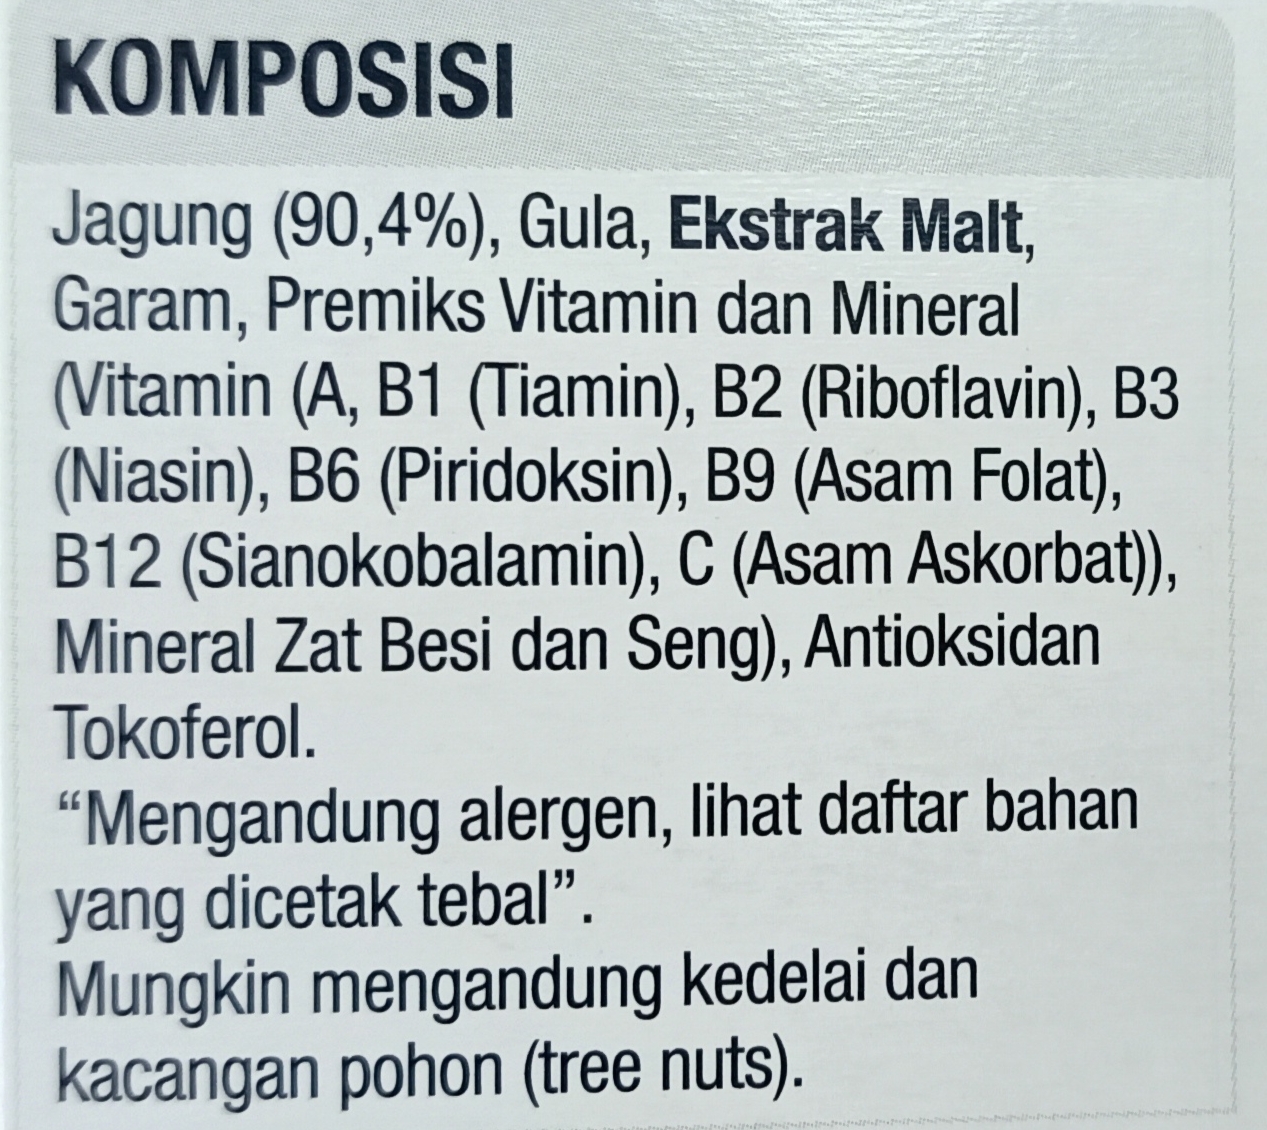 KOMPOSISI
Jagung (90,4%), Gula, Ekstrak Malt,
Garam, Premiks Vitamin dan Mineral
(Vitamin (A, B1 (Tiamin), B2 (Riboflavin), B3
(Niasin), B6 (Piridoksin), B9 (Asam Folat),
B12 (Sianokobalamin), C (Asam Askorbat)),
Mineral Zat Besi dan Seng), Antioksidan
Tokoferol.
“Mengandung alergen, lihat daftar bahan
yang dicetak tebal”.
Mungkin mengandung kedelai dan
kacangan pohon (tree nuts).